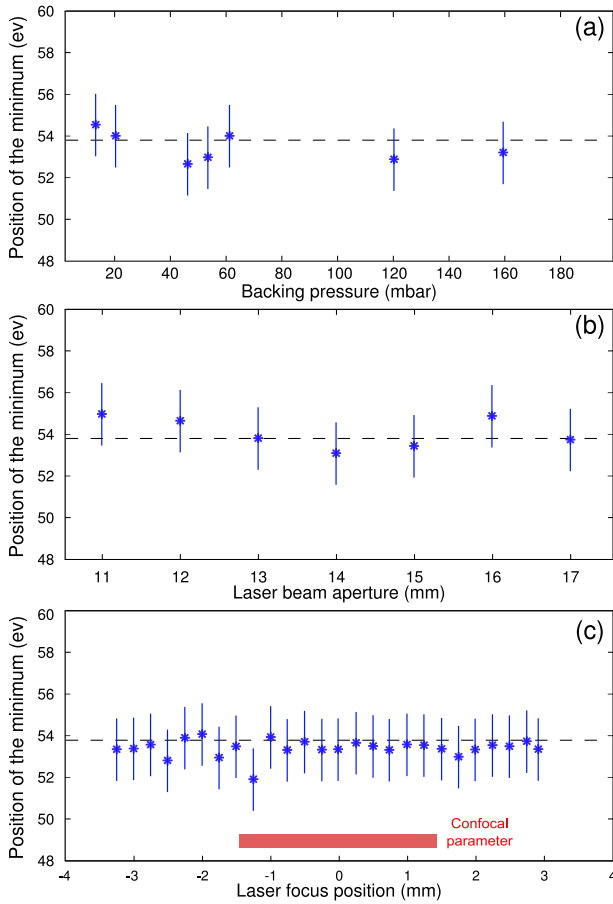 60
58
56
54
52
50
48
Position of the minimum (ev)
(a)
20 40 60 80 100 120 140 160 180
Backing pressure (mbar)
60
58
56
54
52
50
48
Position of the minimum (ev)
(b)
11 12 13 14 15 16 17
Laser beam aperture (mm)
60
58
56
54
52
50
48
Position of the minimum (ev)
(c)
Confocal
parameter
-4 -3 -2 -1 0 1 2 3 4
Laser focus position (mm)